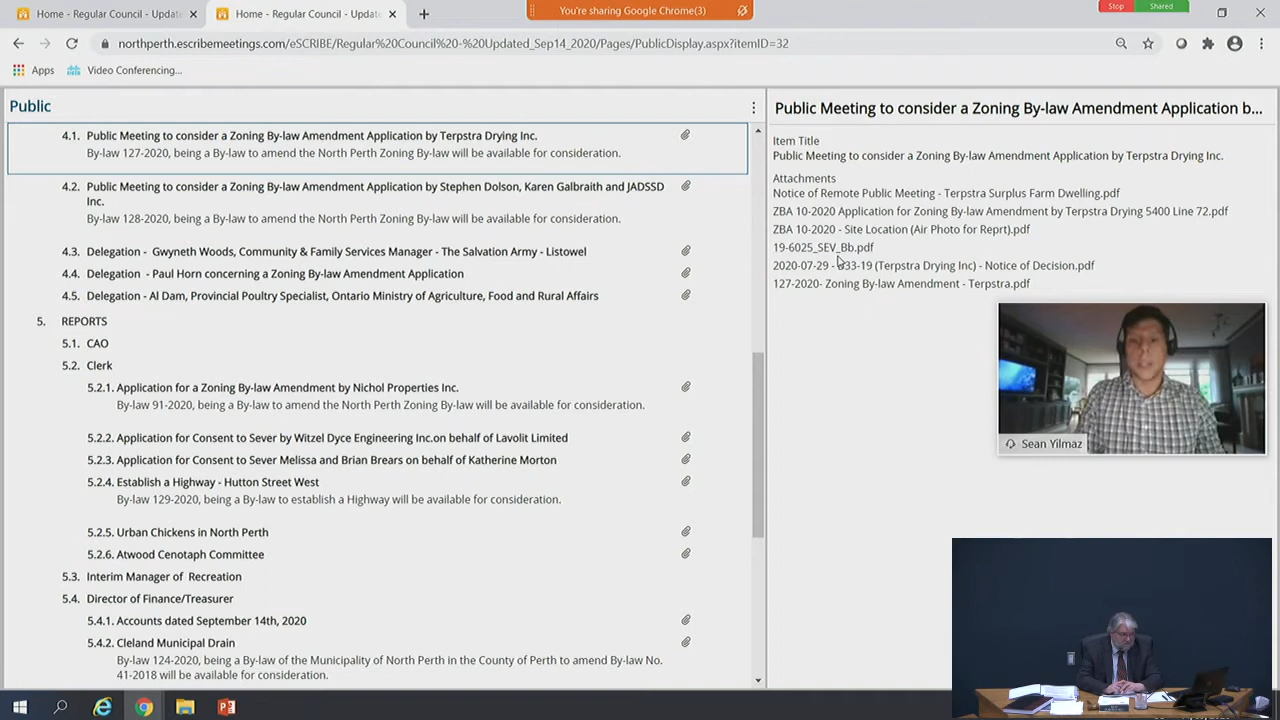 Home - Regular Council - Update
Home - Regular Council - Update
You're sharing Google Chrome(3)
Stop
Shared
northperth.escribemeetings.com/eSCRIBE/Regular%20Council%20-%20Updated_Sep14_2020/Pages/PublicDisplay.aspx?itemID=32
Apps
Video Conferencing...
Public
4.1. Public Meeting to consider a Zoning By-law Amendment Application by Terpstra Drying Inc.
By-law 127-2020, being a By-law to amend the North Perth Zoning By-law will be available for consideration.
4.2. Public Meeting to consider a Zoning By-law Amendment Application by Stephen Dolson, Karen Galbraith and JADSSD
Inc.
By-law 128-2020, being a By-law to amend the North Perth Zoning By-law will be available for consideration.
4.3. Delegation - Gwyneth Woods, Community & Family Services Manager - The Salvation Army - Listowel
4.4. Delegation - Paul Horn concerning a Zoning By-law Amendment Application
4.5. Delegation - Al Dam, Provincial Poultry Specialist, Ontario Ministry of Agriculture, Food and Rural Affairs
5. REPORTS
5.1. CAO
5.2. Clerk
5.2.1. Application for a Zoning By-law Amendment by Nichol Properties Inc.
By-law 91-2020, being a By-law to amend the North Perth Zoning By-law will be available for consideration.
5.2.2. Application for Consent to Sever by Witzel Dyce Engineering Inc.on behalf of Lavolit Limited
5.2.3. Application for Consent to Sever Melissa and Brian Brears on behalf of Katherine Morton
5.2.4. Establish a Highway - Hutton Street West
By-law 129-2020, being a By-law to establish a Highway will be available for consideration.
5.2.5. Urban Chickens in North Perth
5.2.6. Atwood Cenotaph Committee
5.3. Interim Manager of Recreation
5.4. Director of Finance/Treasurer
5.4.1. Accounts dated September 14th, 2020
5.4.2. Cleland Municipal Drain
By-law 124-2020, being a By-law of the Municipality of North Perth in the County of Perth to amend By-law No.
41-2018 will be available for consideration.
Public Meeting to consider a Zoning By-law Amendment Application b...
Item Title
Public Meeting to consider a Zoning By-law Amendment Application by Terpstra Drying Inc.
Attachments
Notice of Remote Public Meeting - Terpstra Surplus Farm Dwelling.pdf
ZBA 10-2020 Application for Zoning By-law Amendment by Terpstra Drying 5400 Line 72.pdf
ZBA 10-2020 - Site Location (Air Photo for Reprt).pdf
19-6025_SEV_Bb.pdf
2020-07-29 - B33-19 (Terpstra Drying Inc) - Notice of Decision.pdf
127-2020- Zoning By-law Amendment - Terpstra.pdf
Sean Yilmaz